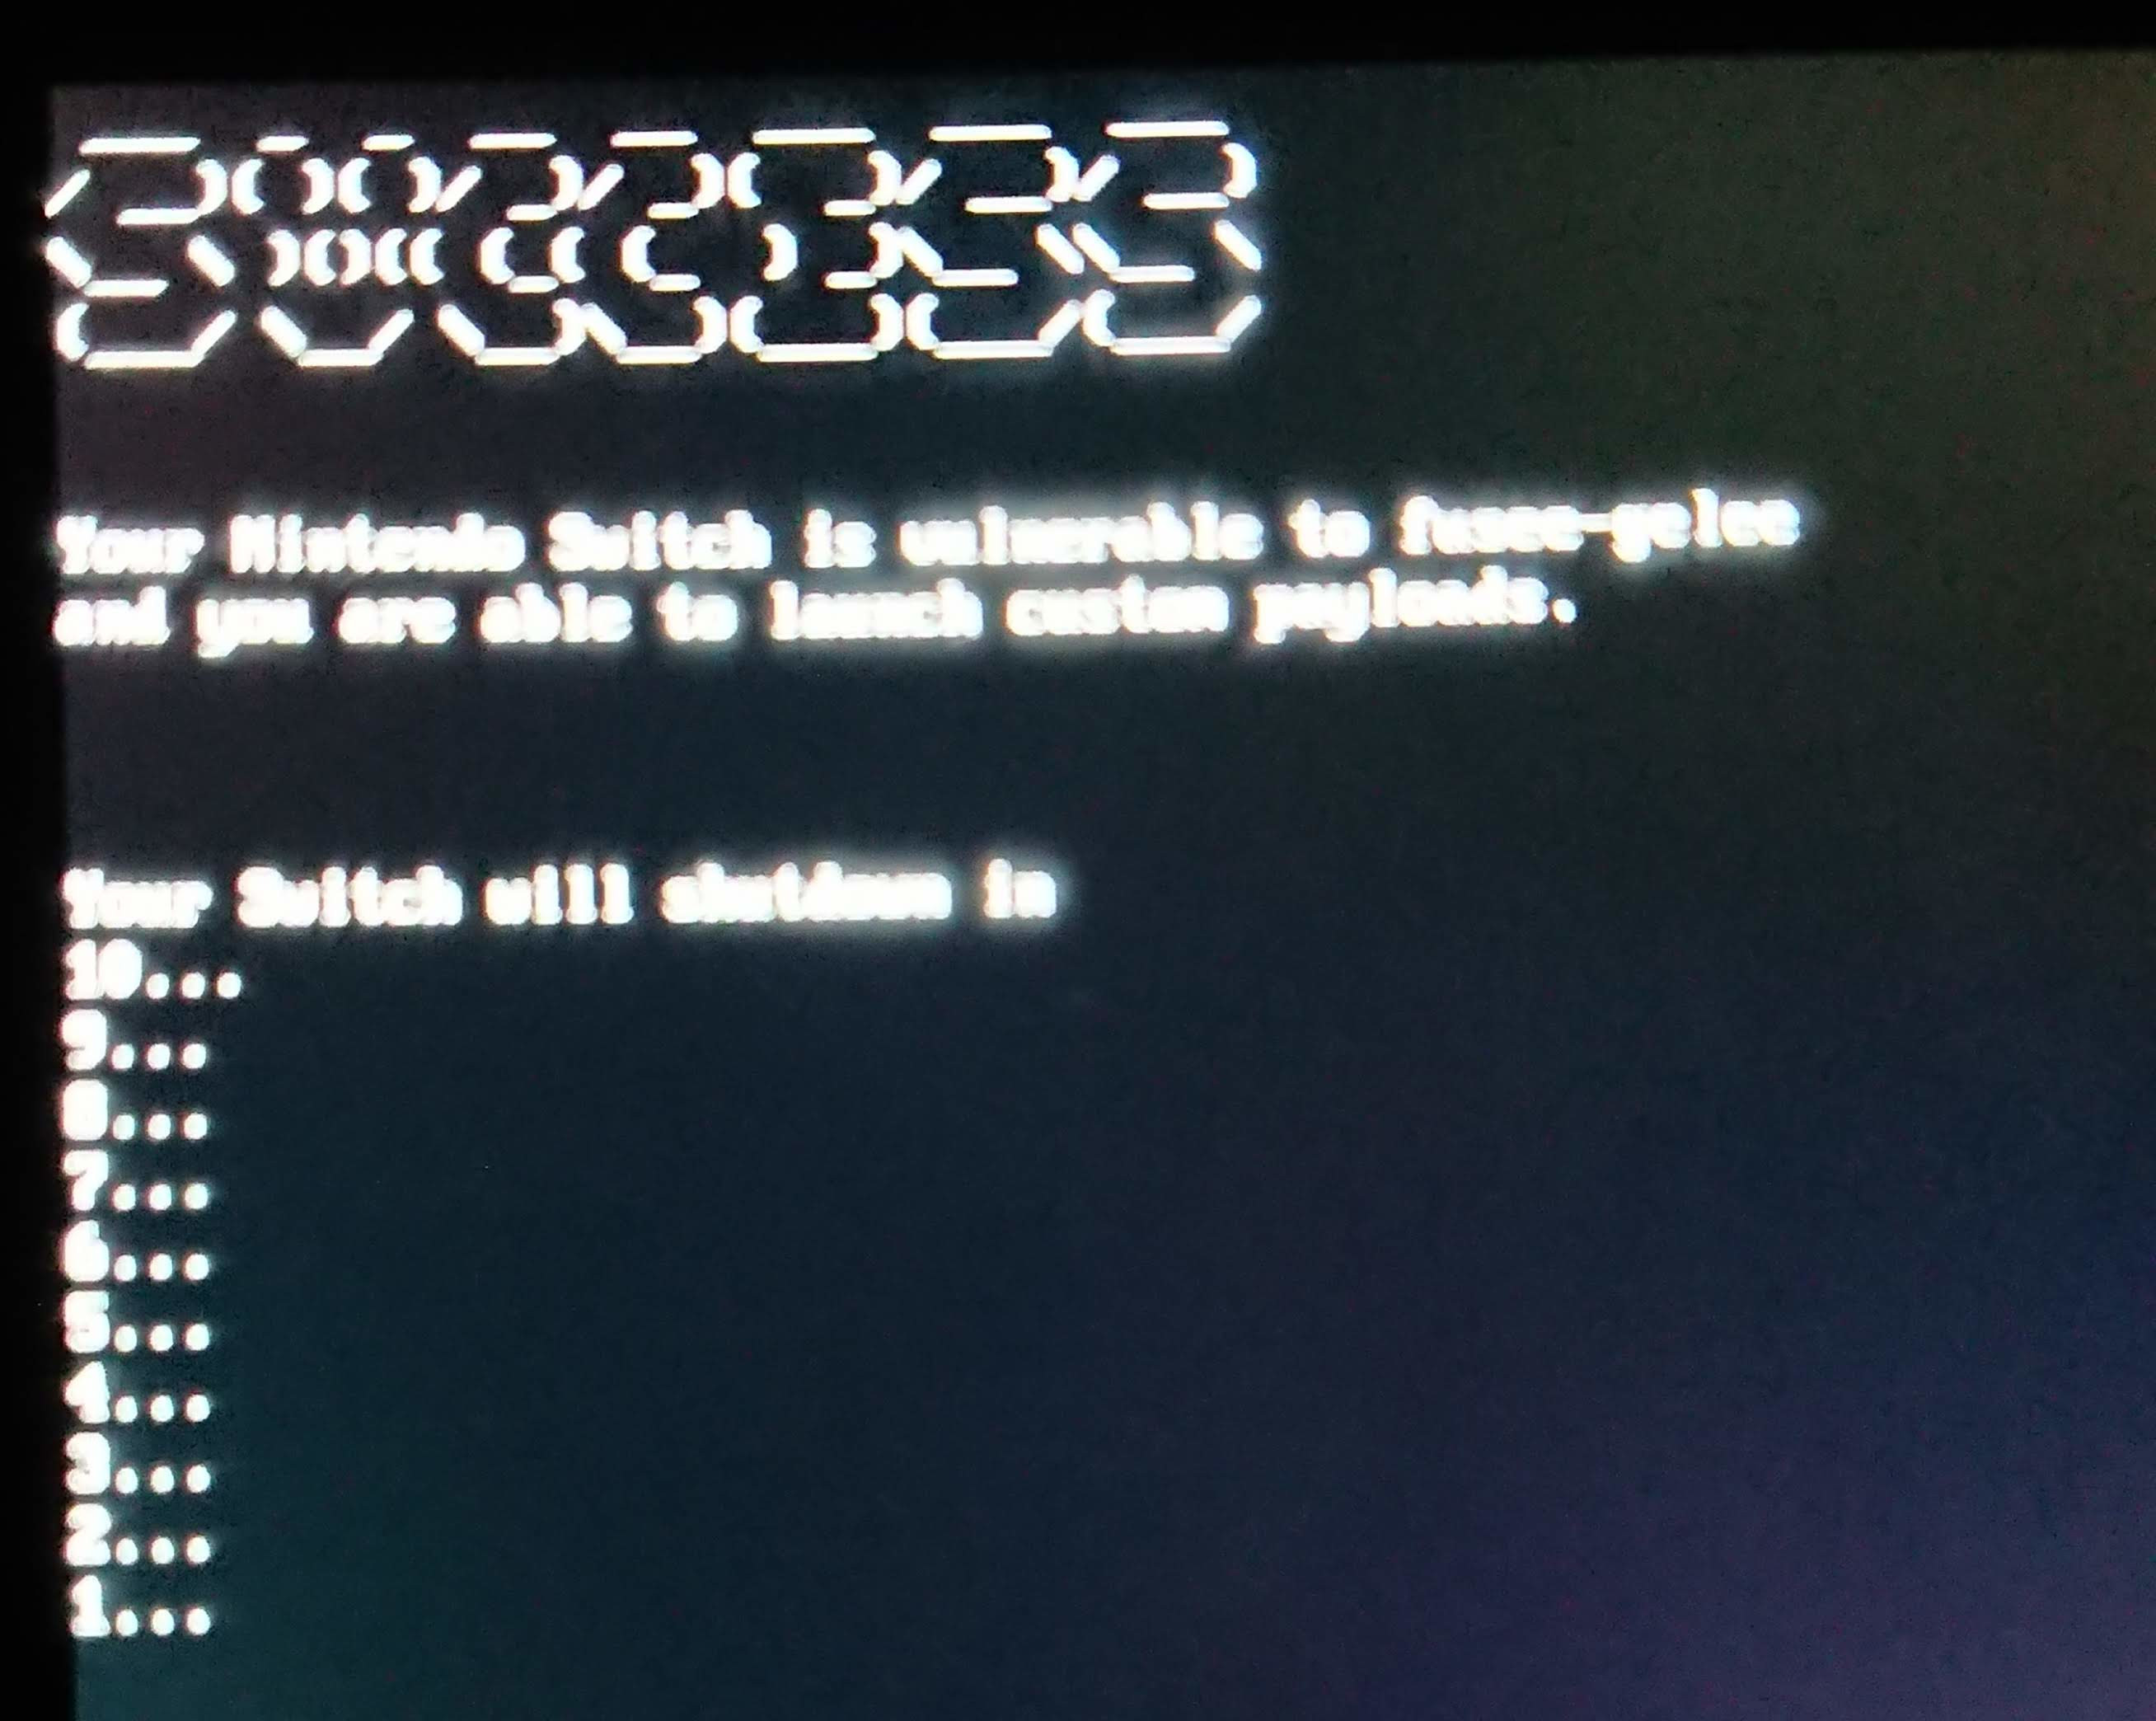 SUCCESS
Your Nintendo Switch is vulnerable to fusee-gelee
and you are able to launch custom payloads.
Your Switch will shutdown in
10...
9...
8...
7...
6...
5...
4...
3...
2...
1...